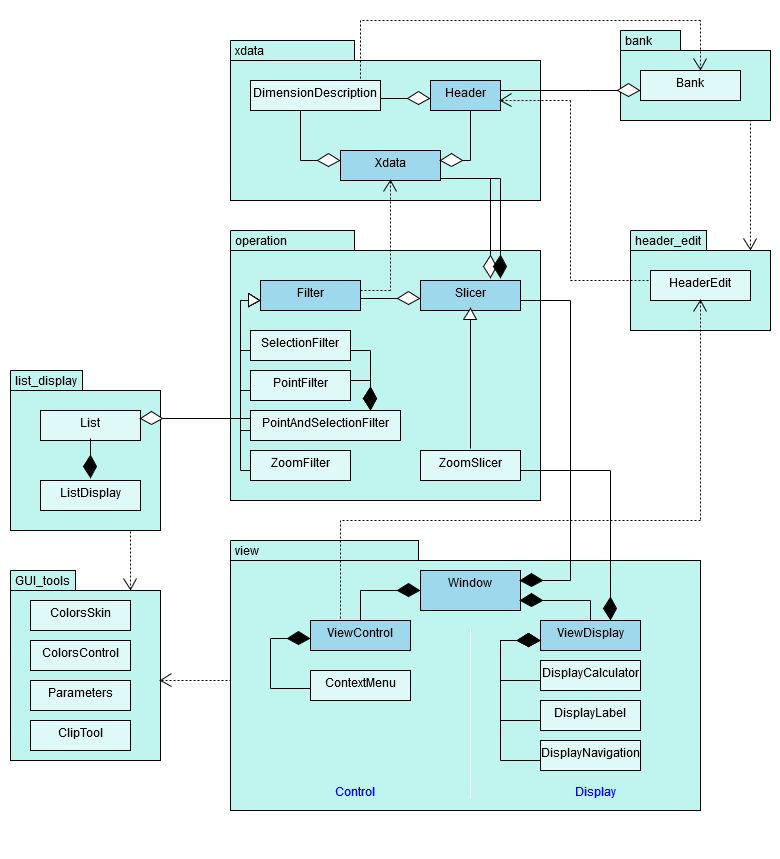 xdata
DimensionDescription
Header
Xdata
bank
Bank
operation
Filter
Slicer
SelectionFilter
PointFilter
PointAndSelectionFilter
ZoomFilter
ZoomSlicer
header_edit
HeaderEdit
list_display
List
ListDisplay
GUI_tools
ColorsSkin
ColorsControl
Parameters
ClipTool
view
Window
ViewControl
ViewDisplay
ContextMenu
DisplayCalculator
DisplayLabel
DisplayNavigation
Control
Display